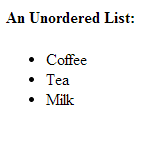 An Unordered List:
• Coffee
• Tea
• Milk